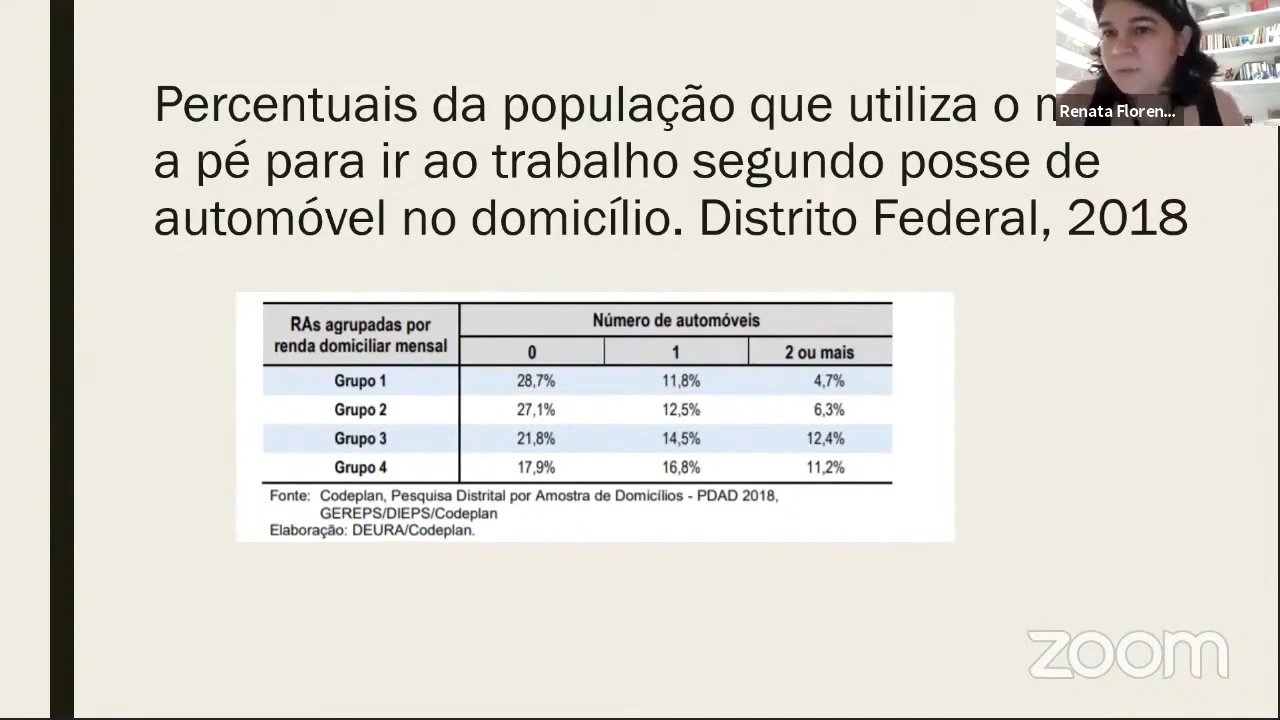 Percentuais da população que utiliza o
a pé para ir ao trabalho segundo posse de
automóvel no domicílio. Distrito Federal, 2018
Renata Floren...
RAs agrupadas por renda domiciliar mensal Número de automóveis
0 1 2 ou mais
Grupo 1 28,7% 11,8% 4,7%
Grupo 2 27,1% 12,5% 6,3%
Grupo 3 21,8% 14,5% 12,4%
Grupo 4 17,9% 16,8% 11,2%
Fonte: Codeplan, Pesquisa Distrital por Amostra de Domicílios - PDAD 2018,
GEREPS/DIEPS/Codeplan
Elaboração: DEURA/Codeplan.
zoom